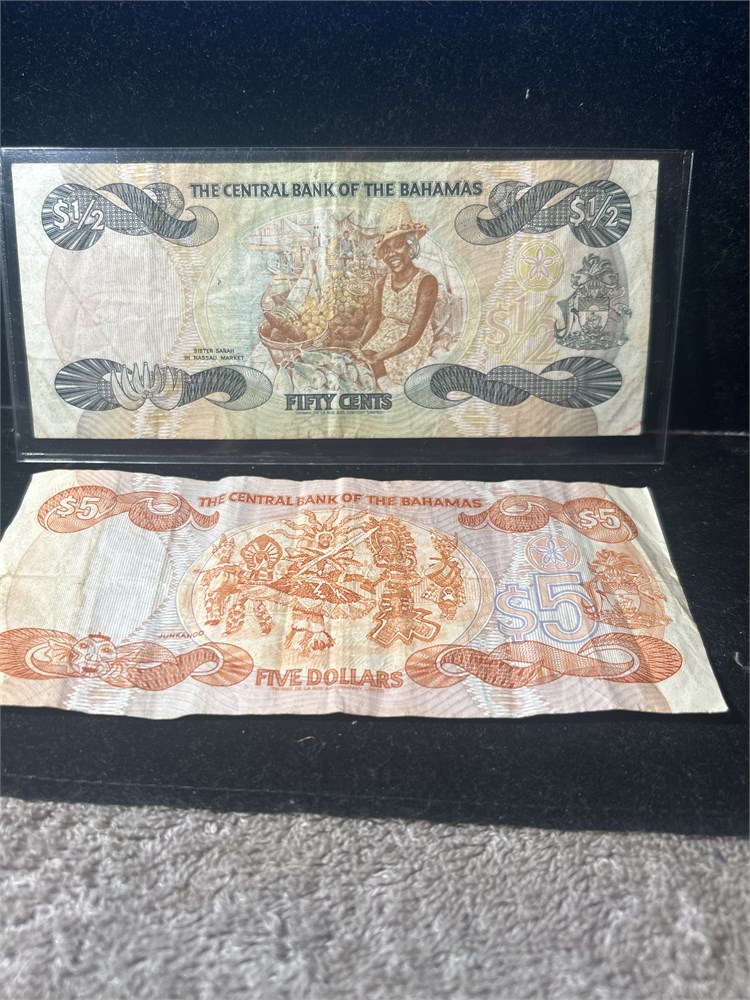 THE CENTRAL BANK OF THE BAHAMAS
$1/2
$1/2
$1/2
SISTER SARAH
IN NASSAU MARKET
FIFTY CENTS
THE CENTRAL BANK OF THE BAHAMAS
$5
$5
$5
JUNKANOO
FIVE DOLLARS